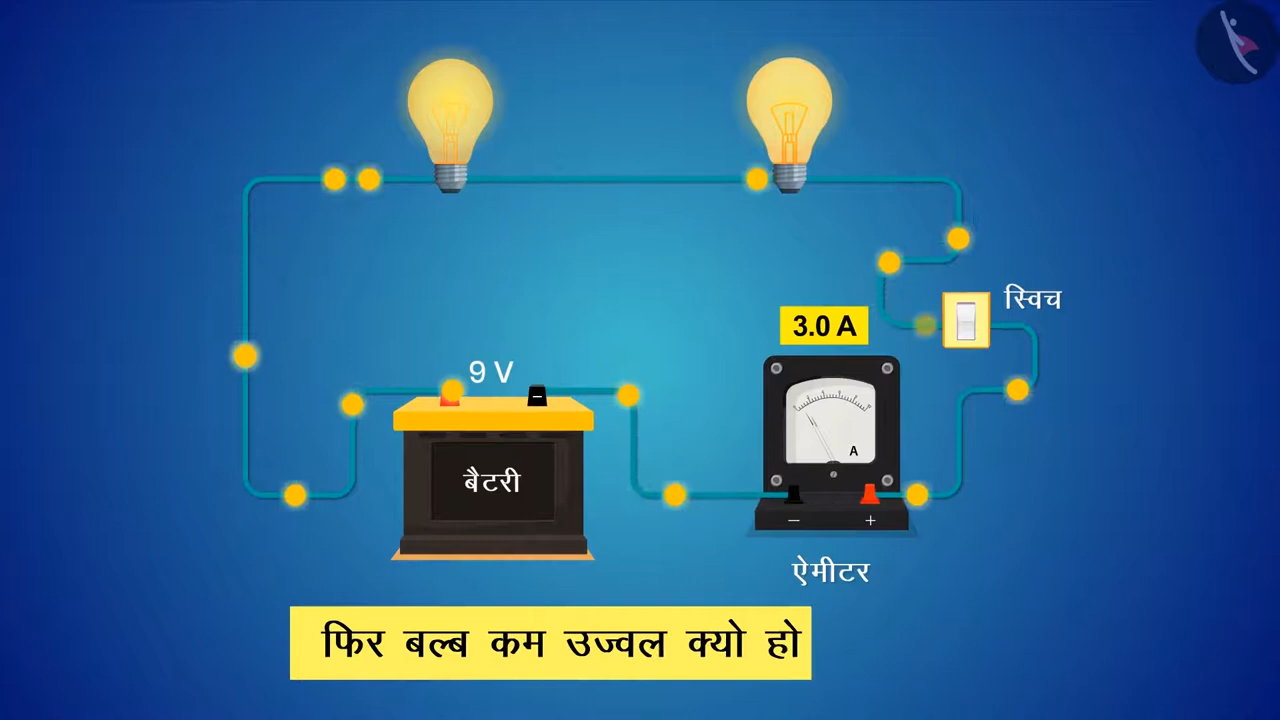 स्विच
3.0 A
9 V
बैटरी
A
− +
ऐमीटर
फिर बल्ब कम उज्वल क्यो हो